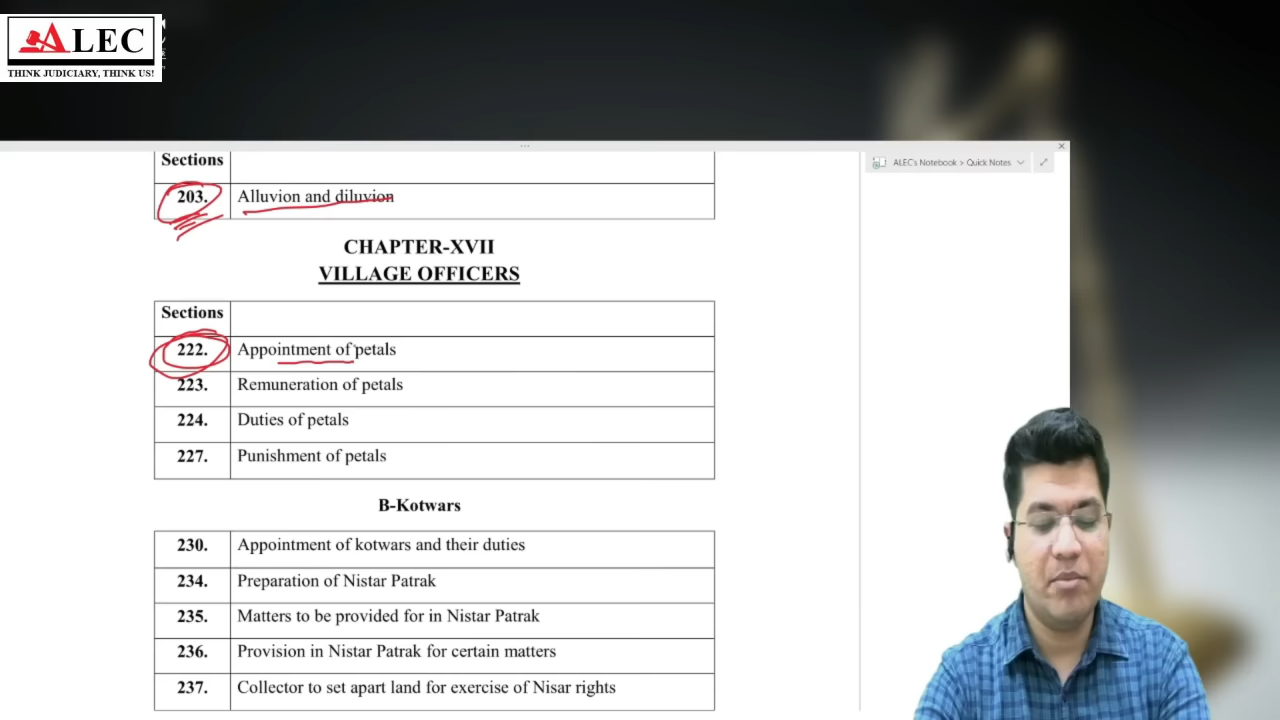 ALEC
THINK JUDICIARY, THINK US!
ALEC's Notebook > Quick Notes
Sections
203. Alluvion and diluvion
CHAPTER-XVII
VILLAGE OFFICERS
Sections
222. Appointment of petals
223. Remuneration of petals
224. Duties of petals
227. Punishment of petals
B-Kotwars
230. Appointment of kotwars and their duties
234. Preparation of Nistar Patrak
235. Matters to be provided for in Nistar Patrak
236. Provision in Nistar Patrak for certain matters
237. Collector to set apart land for exercise of Nisar rights